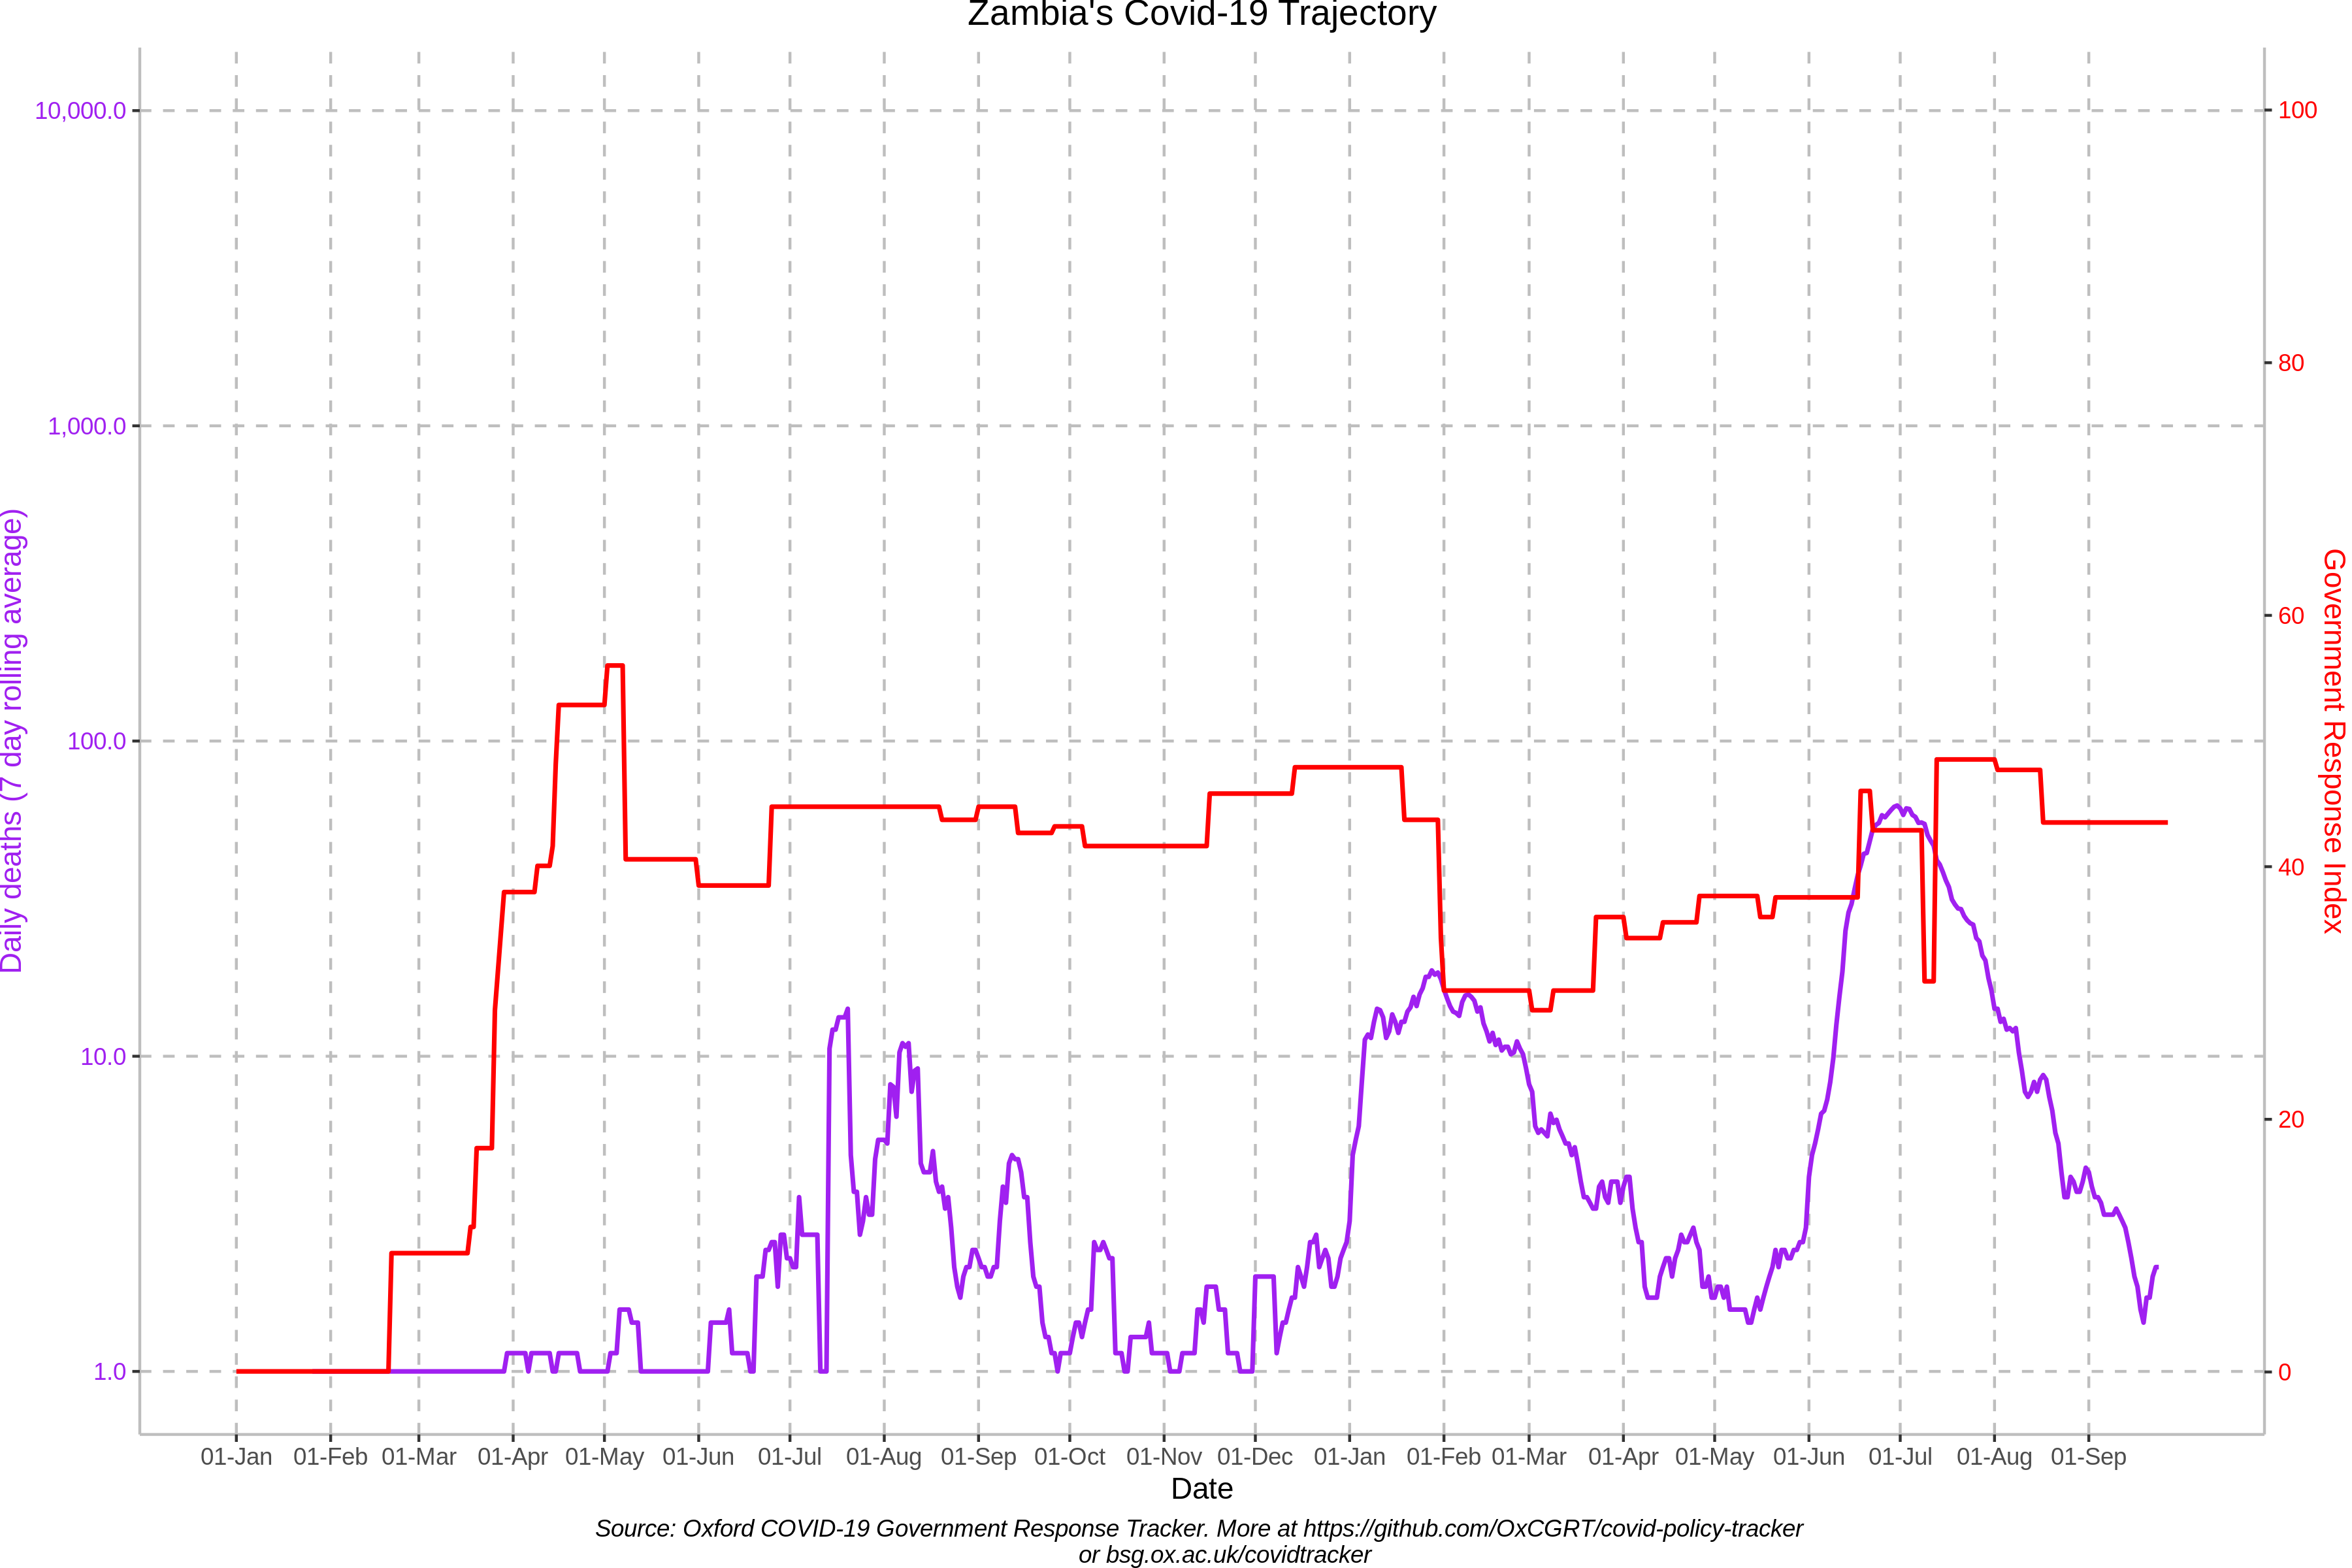 Zambia's Covid-19 Trajectory
Daily deaths (7 day rolling average)
10,000.0
1,000.0
100.0
10.0
1.0
100
80
60
40
20
0
Government Response Index
01-Jan 01-Feb 01-Mar 01-Apr 01-May 01-Jun 01-Jul 01-Aug 01-Sep 01-Oct 01-Nov 01-Dec 01-Jan 01-Feb 01-Mar 01-Apr 01-May 01-Jun 01-Jul 01-Aug 01-Sep
Date
Source: Oxford COVID-19 Government Response Tracker. More at https://github.com/OxCGRT/covid-policy-tracker
or bsg.ox.ac.uk/covidtracker